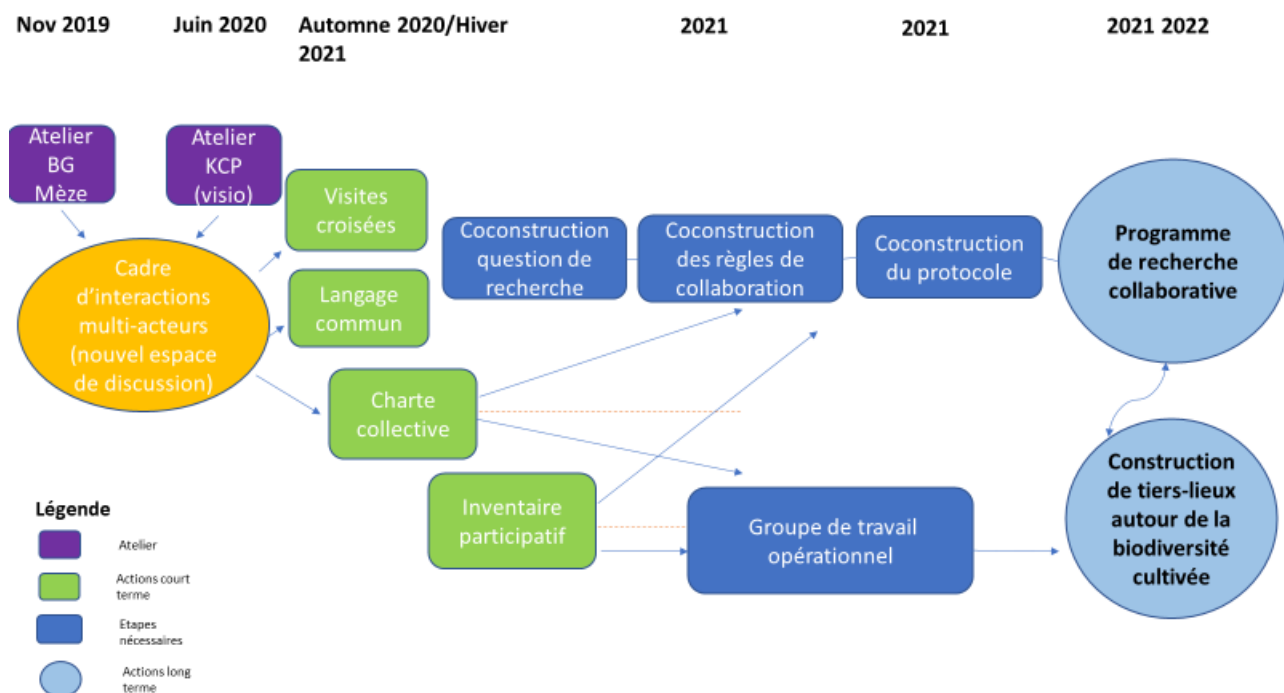 Nov 2019
Juin 2020
Automne 2020/Hiver
2021
2021
2021
2021 2022
Atelier
BG
Mèze
Atelier
KCP
(visio)
Visites
croisées
Cadre
d'interactions
multi-acteurs
(nouvel espace
de discussion)
Langage
commun
Charte
collective
Inventaire
participatif
Coconstruction
question de
recherche
Coconstruction
des règles de
collaboration
Coconstruction
du protocole
Programme
de recherche
collaborative
Groupe de travail
opérationnel
Construction
de tiers-lieux
autour de la
biodiversité
cultivée
Légende
Atelier
Actions court
terme
Etapes
nécessaires
Actions long
terme